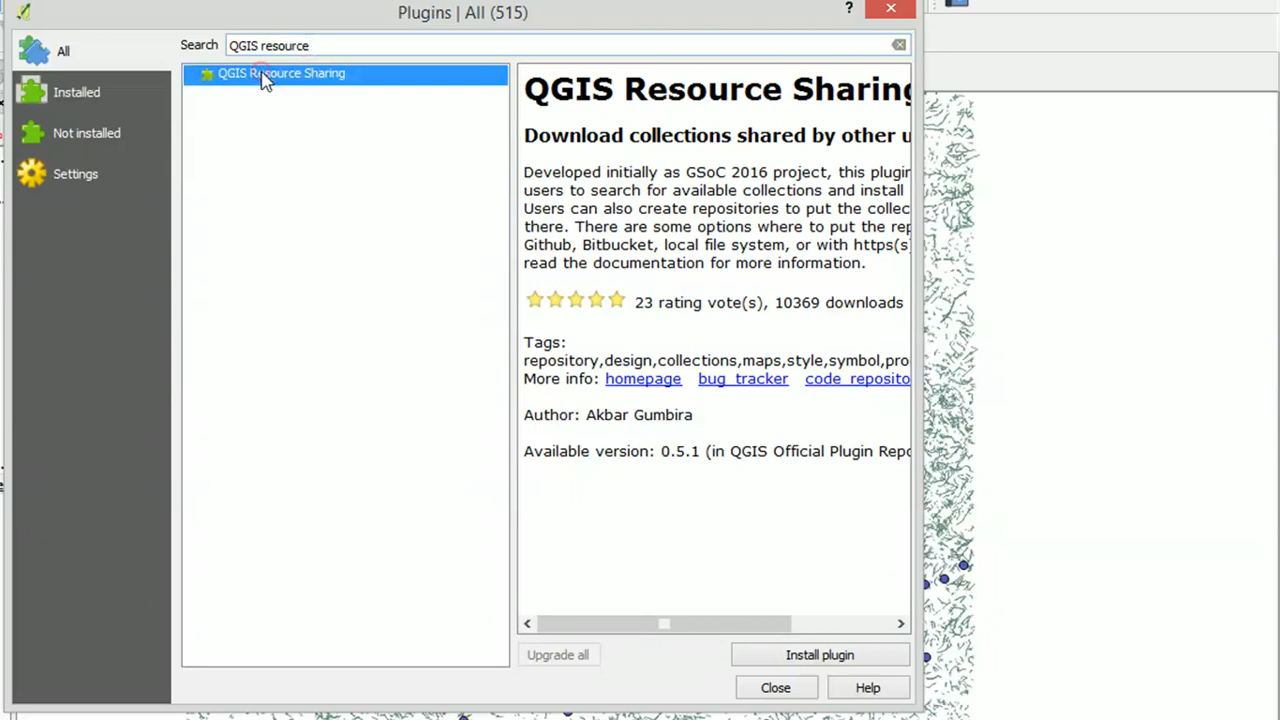 Plugins | All (515)
?
All
Installed
Not installed
Settings
Search
QGIS resource
QGIS Resource Sharing
QGIS Resource Sharing
Download collections shared by other u
Developed initially as GSoC 2016 project, this plugin
users to search for available collections and install
Users can also create repositories to put the collec
there. There are some options where to put the rep
Github, Bitbucket, local file system, or with https(s)
read the documentation for more information.
23 rating vote(s), 10369 downloads
Tags:
repository,design,collections,maps,style,symbol,pro
More info: homepage bug tracker code reposito
Author: Akbar Gumbira
Available version: 0.5.1 (in QGIS Official Plugin Repo
Upgrade all
Install plugin
Close
Help